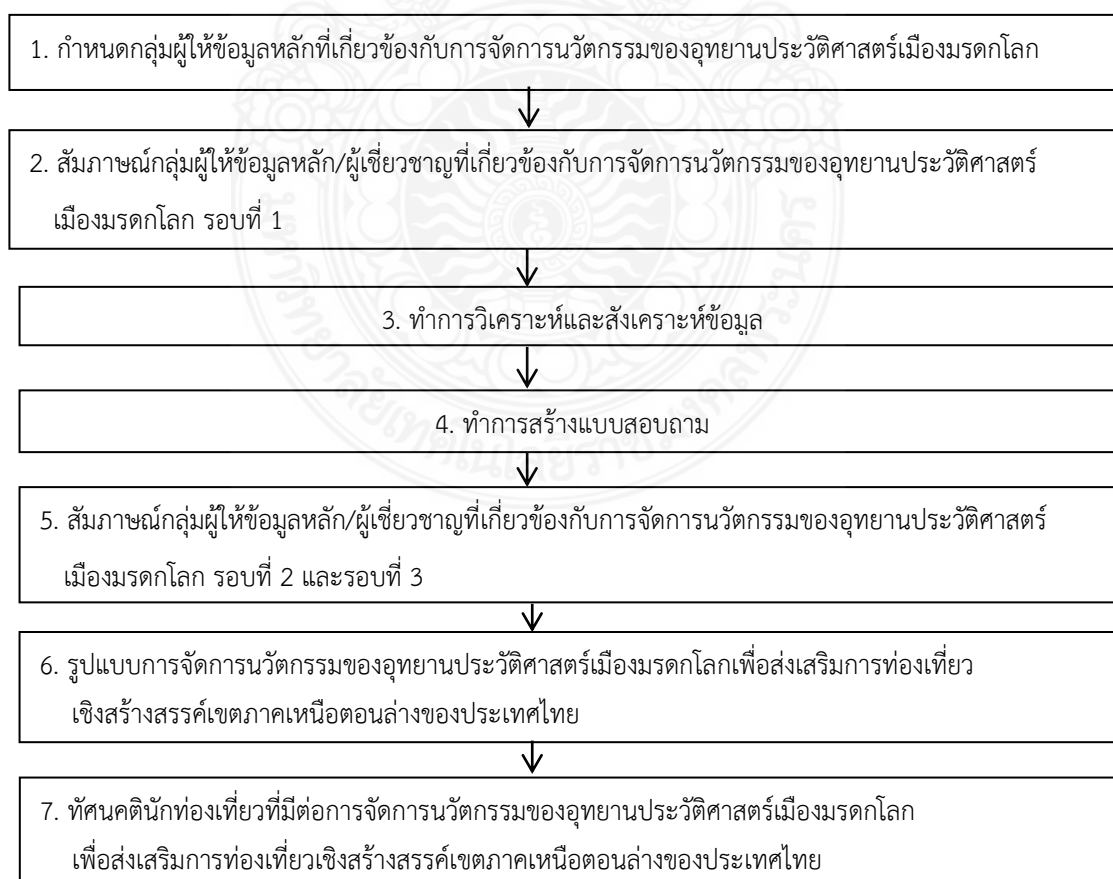 1. กำหนดกลุ่มผู้ให้ข้อมูลหลักที่เกี่ยวข้องกับการจัดการนวัตกรรมของอุทยานประวัติศาสตร์เมืองมรดกโลก
2. สัมภาษณ์กลุ่มผู้ให้ข้อมูลหลัก/ผู้เชี่ยวชาญที่เกี่ยวข้องกับการจัดการนวัตกรรมของอุทยานประวัติศาสตร์
เมืองมรดกโลก รอบที่ 1
3. ทำการวิเคราะห์และสังเคราะห์ข้อมูล
4. ทำการสร้างแบบสอบถาม
5. สัมภาษณ์กลุ่มผู้ให้ข้อมูลหลัก/ผู้เชี่ยวชาญที่เกี่ยวข้องกับการจัดการนวัตกรรมของอุทยานประวัติศาสตร์
เมืองมรดกโลก รอบที่ 2 และรอบที่ 3
6. รูปแบบการจัดการนวัตกรรมของอุทยานประวัติศาสตร์เมืองมรดกโลกเพื่อส่งเสริมการท่องเที่ยว
เชิงสร้างสรรค์เขตภาคเหนือตอนล่างของประเทศไทย
7. ทัศนคตินักท่องเที่ยวที่มีต่อการจัดการนวัตกรรมของอุทยานประวัติศาสตร์เมืองมรดกโลก
เพื่อส่งเสริมการท่องเที่ยวเชิงสร้างสรรค์เขตภาคเหนือตอนล่างของประเทศไทย